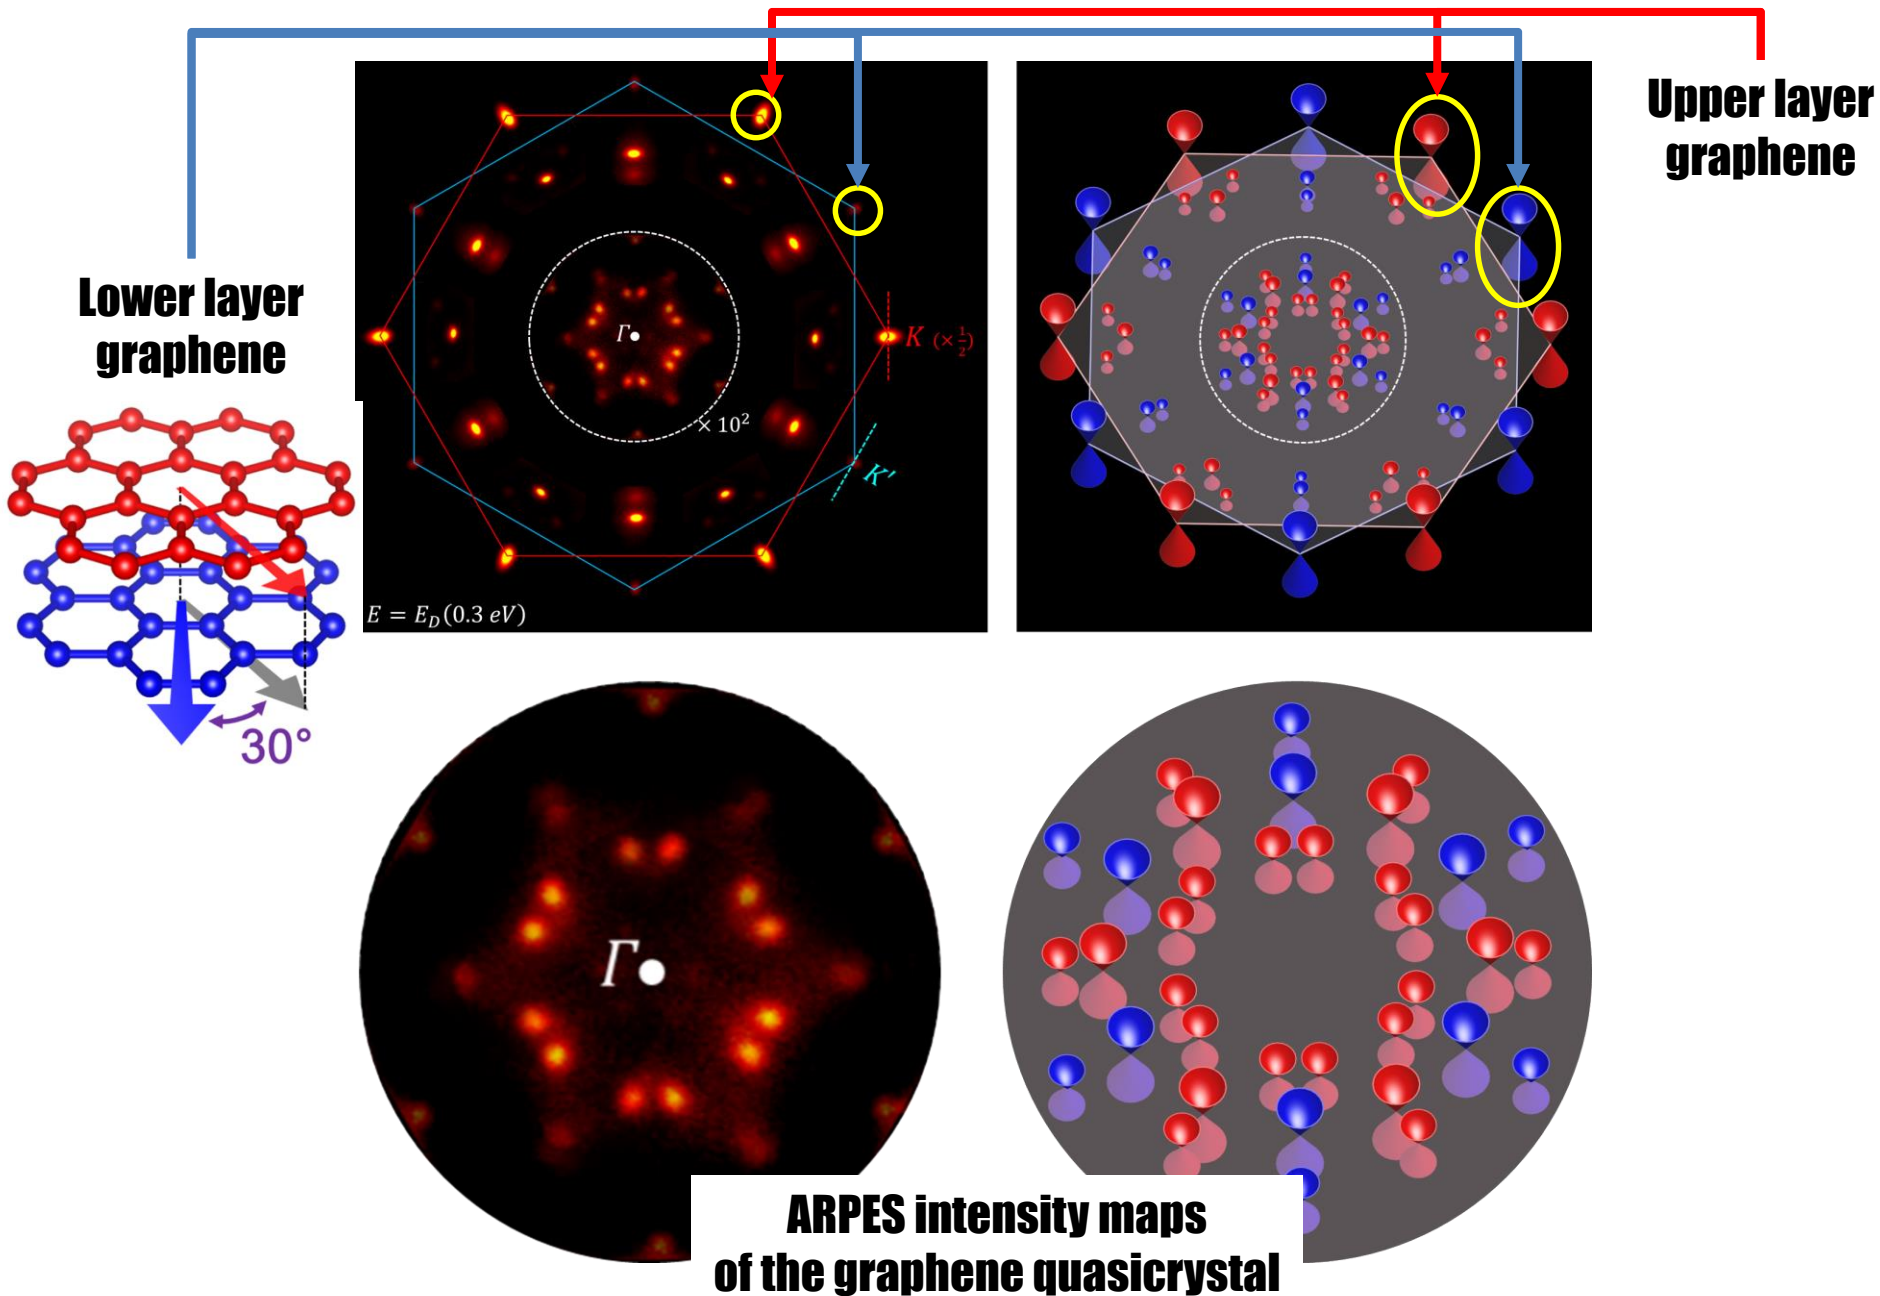 Upper layer
graphene
Lower layer
graphene
Γ
K (× 1/2)
× 10²
K′
E = E_D (0.3 eV)
30°
Γ
ARPES intensity maps
of the graphene quasicrystal